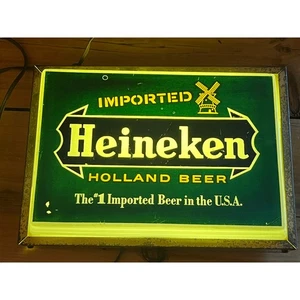 IMPORTED
Heineken
HOLLAND BEER
The #1 Imported Beer in the U.S.A.